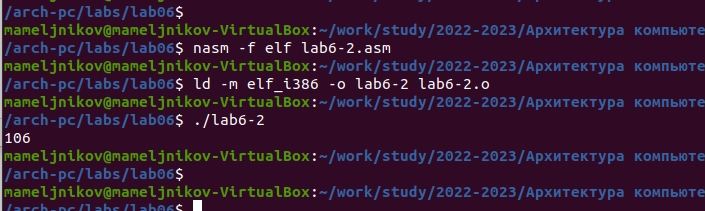 /arch-pc/labs/lab06$
mameljnikov@mameljnikov-VirtualBox:~/work/study/2022-2023/Архитектура компьюте
/arch-pc/labs/lab06$ nasm -f elf lab6-2.asm
mameljnikov@mameljnikov-VirtualBox:~/work/study/2022-2023/Архитектура компьюте
/arch-pc/labs/lab06$ ld -m elf_i386 -o lab6-2 lab6-2.o
mameljnikov@mameljnikov-VirtualBox:~/work/study/2022-2023/Архитектура компьюте
/arch-pc/labs/lab06$ ./lab6-2
106
mameljnikov@mameljnikov-VirtualBox:~/work/study/2022-2023/Архитектура компьюте
/arch-pc/labs/lab06$
mameljnikov@mameljnikov-VirtualBox:~/work/study/2022-2023/Архитектура компьюте
/arch-pc/labs/lab06$